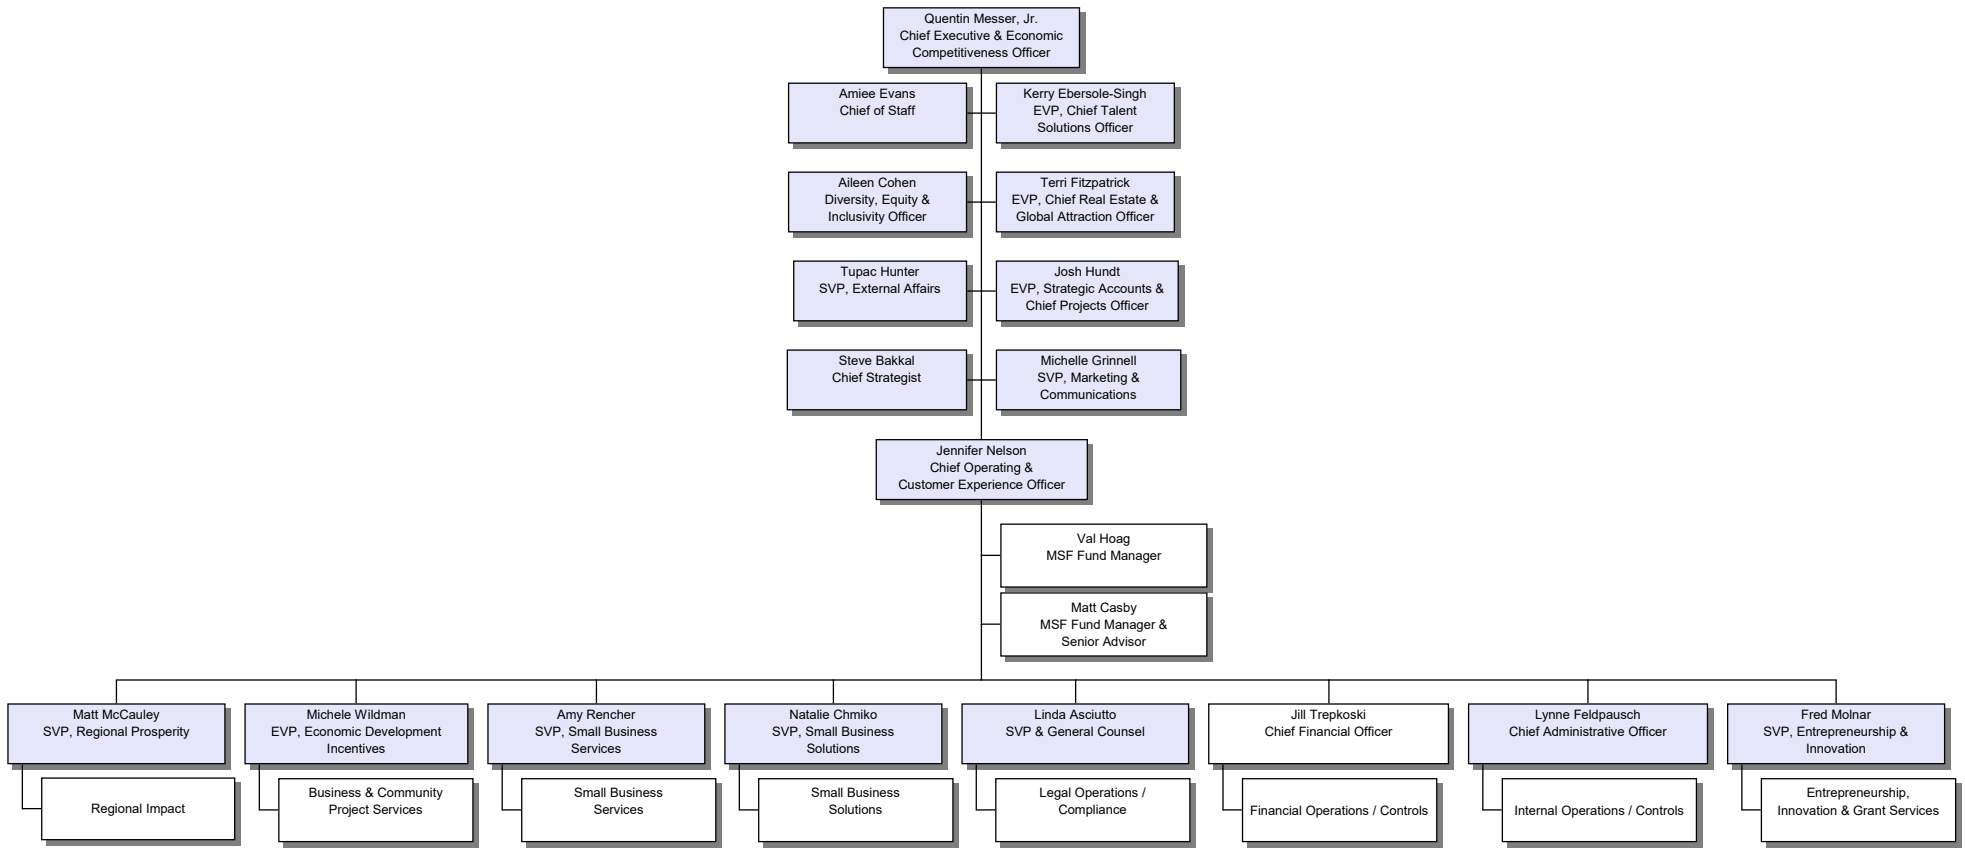 Quentin Messer, Jr.
Chief Executive & Economic
Competitiveness Officer
Amiee Evans
Chief of Staff
Kerry Ebersole-Singh
EVP, Chief Talent
Solutions Officer
Aileen Cohen
Diversity, Equity &
Inclusivity Officer
Terri Fitzpatrick
EVP, Chief Real Estate &
Global Attraction Officer
Tupac Hunter
SVP, External Affairs
Josh Hundt
EVP, Strategic Accounts &
Chief Projects Officer
Steve Bakkal
Chief Strategist
Michelle Grinnell
SVP, Marketing &
Communications
Jennifer Nelson
Chief Operating &
Customer Experience Officer
Val Hoag
MSF Fund Manager
Matt Casby
MSF Fund Manager &
Senior Advisor
Matt McCauley
SVP, Regional Prosperity
Michele Wildman
EVP, Economic Development
Incentives
Amy Rencher
SVP, Small Business
Services
Natalie Chmiko
SVP, Small Business
Solutions
Linda Asciutto
SVP & General Counsel
Jill Trepkoski
Chief Financial Officer
Lynne Feldpausch
Chief Administrative Officer
Fred Molnar
SVP, Entrepreneurship &
Innovation
Regional Impact
Business & Community
Project Services
Small Business
Services
Small Business
Solutions
Legal Operations /
Compliance
Financial Operations / Controls
Internal Operations / Controls
Entrepreneurship,
Innovation & Grant Services